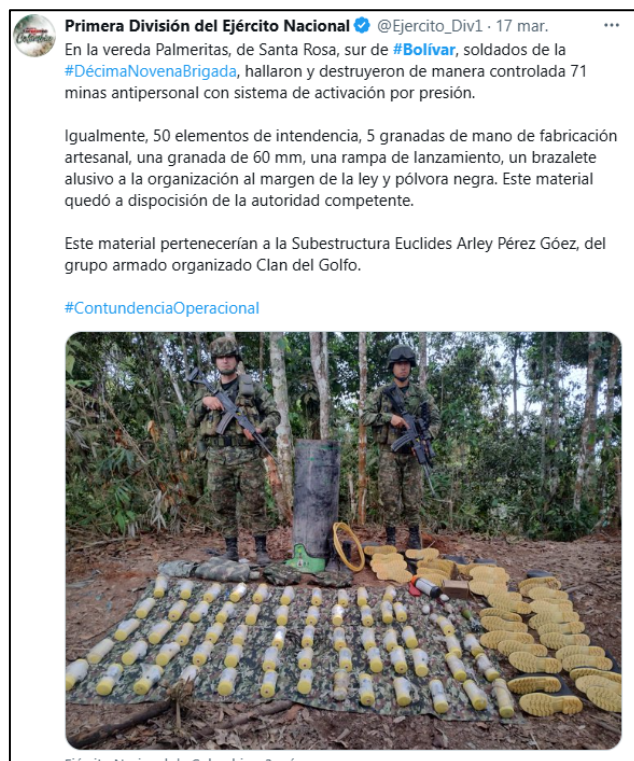 Primera División del Ejército Nacional @Ejercito_Div1 · 17 mar.
En la vereda Palmeritas, de Santa Rosa, sur de #Bolívar, soldados de la
#DécimaNovenaBrigada, hallaron y destruyeron de manera controlada 71
minas antipersonal con sistema de activación por presión.
Igualmente, 50 elementos de intendencia, 5 granadas de mano de fabricación
artesanal, una granada de 60 mm, una rampa de lanzamiento, un brazalete
alusivo a la organización al margen de la ley y pólvora negra. Este material
quedó a dispocisión de la autoridad competente.
Este material pertenecerían a la Subestructura Euclides Arley Pérez Góez, del
grupo armado organizado Clan del Golfo.
#ContundenciaOperacional